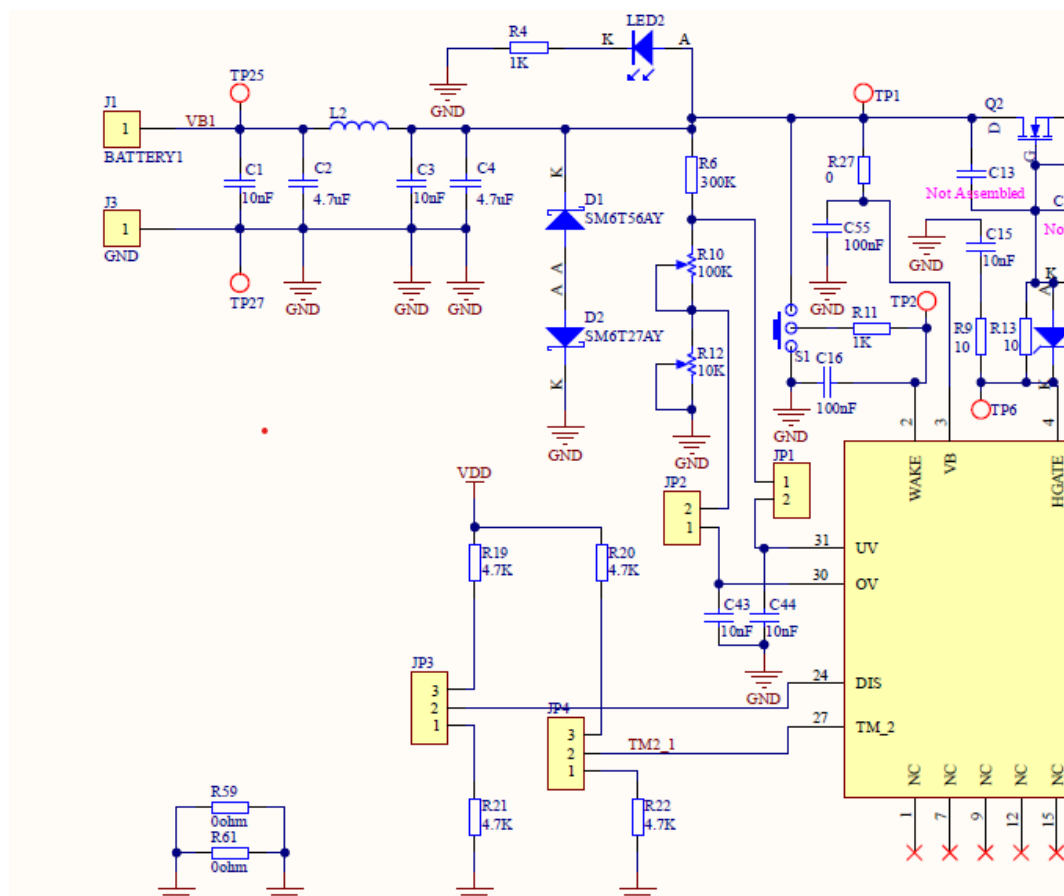 LED2
R4
K
A
1K
GND
TP25
J1
1
VB1
BATTERY1
L2
TP1
Q2
D
G
C1
10nF
C2
4.7uF
C3
10nF
C4
4.7uF
K
D1
SM6T56AY
A
A
D2
SM6T27AY
K
GND
R6
300K
R27
0
C13
Not Assembled
J3
1
GND
TP27
GND
GND
GND
R10
100K
C55
100nF
GND
GND
C15
10nF
C
No
K
A
TP2
R11
1K
S1
R9
10
R13
10
K
R12
10K
C16
100nF
GND
GND
TP6
2
3
4
WAKE
VB
HGATE
VDD
JP2
2
1
JP1
1
2
31
UV
30
OV
R19
4.7K
R20
4.7K
C43
10nF
C44
10nF
GND
JP3
3
2
1
24
DIS
JP4
3
2
1
TM2_1
27
TM_2
NC
NC
NC
NC
NC
1
7
9
12
15
R59
0ohm
R61
0ohm
R21
4.7K
R22
4.7K